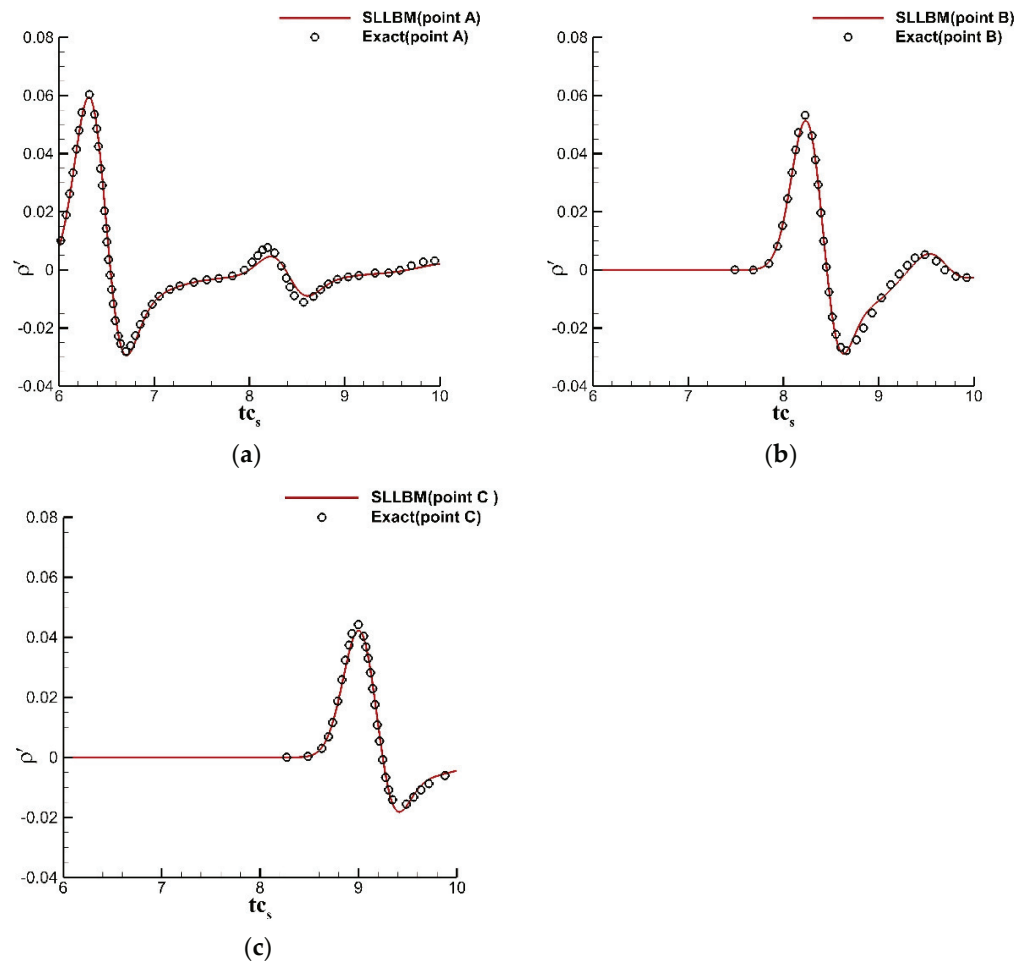 SLLBM(point A)
Exact(point A)
0.08
0.06
0.04
0.02
0
-0.02
-0.04
ρ′
6 7 8 9 10
tcₛ
(a)
SLLBM(point B)
Exact(point B)
0.08
0.06
0.04
0.02
0
-0.02
-0.04
ρ′
6 7 8 9 10
tcₛ
(b)
SLLBM(point C )
Exact(point C)
0.08
0.06
0.04
0.02
0
-0.02
-0.04
ρ′
6 7 8 9 10
tcₛ
(c)